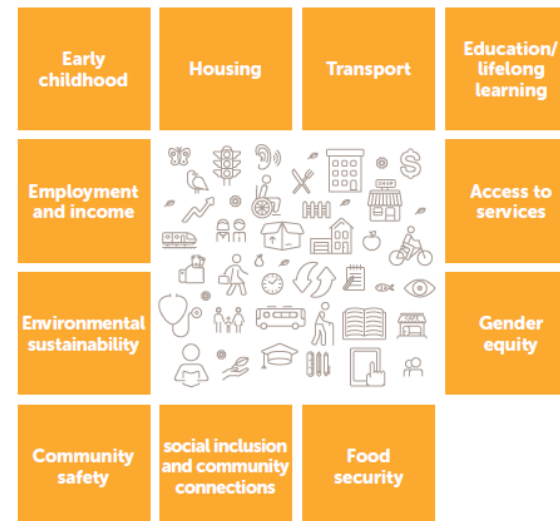 Early
childhood
Housing
Transport
Education/
lifelong
learning
Employment
and income
Access to
services
Environmental
sustainability
Gender
equity
Community
safety
social inclusion
and community
connections
Food
security